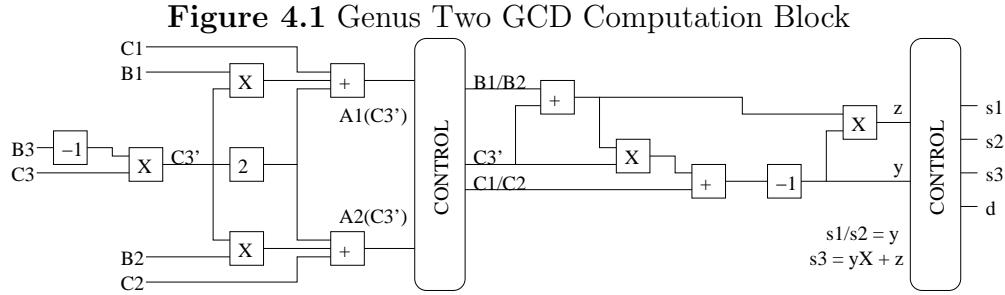 Figure 4.1 Genus Two GCD Computation Block
C1
B1
X
+
A1(C3')
B3
−1
C3
X
C3'
2
A2(C3')
B2
X
+
C2
CONTROL
B1/B2
+
C3'
X
C1/C2
+
−1
X
z
y
s1/s2 = y
s3 = yX + z
CONTROL
s1
s2
s3
d